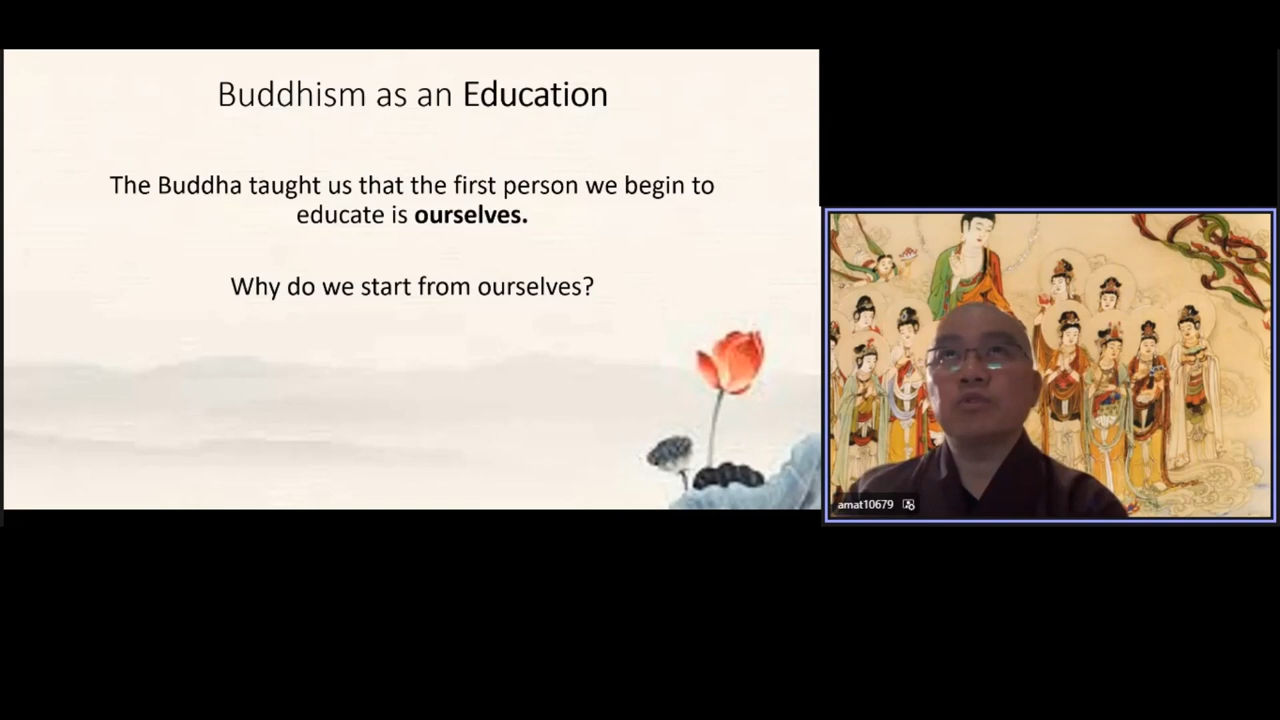 Buddhism as an Education
The Buddha taught us that the first person we begin to
educate is ourselves.
Why do we start from ourselves?
amat10679